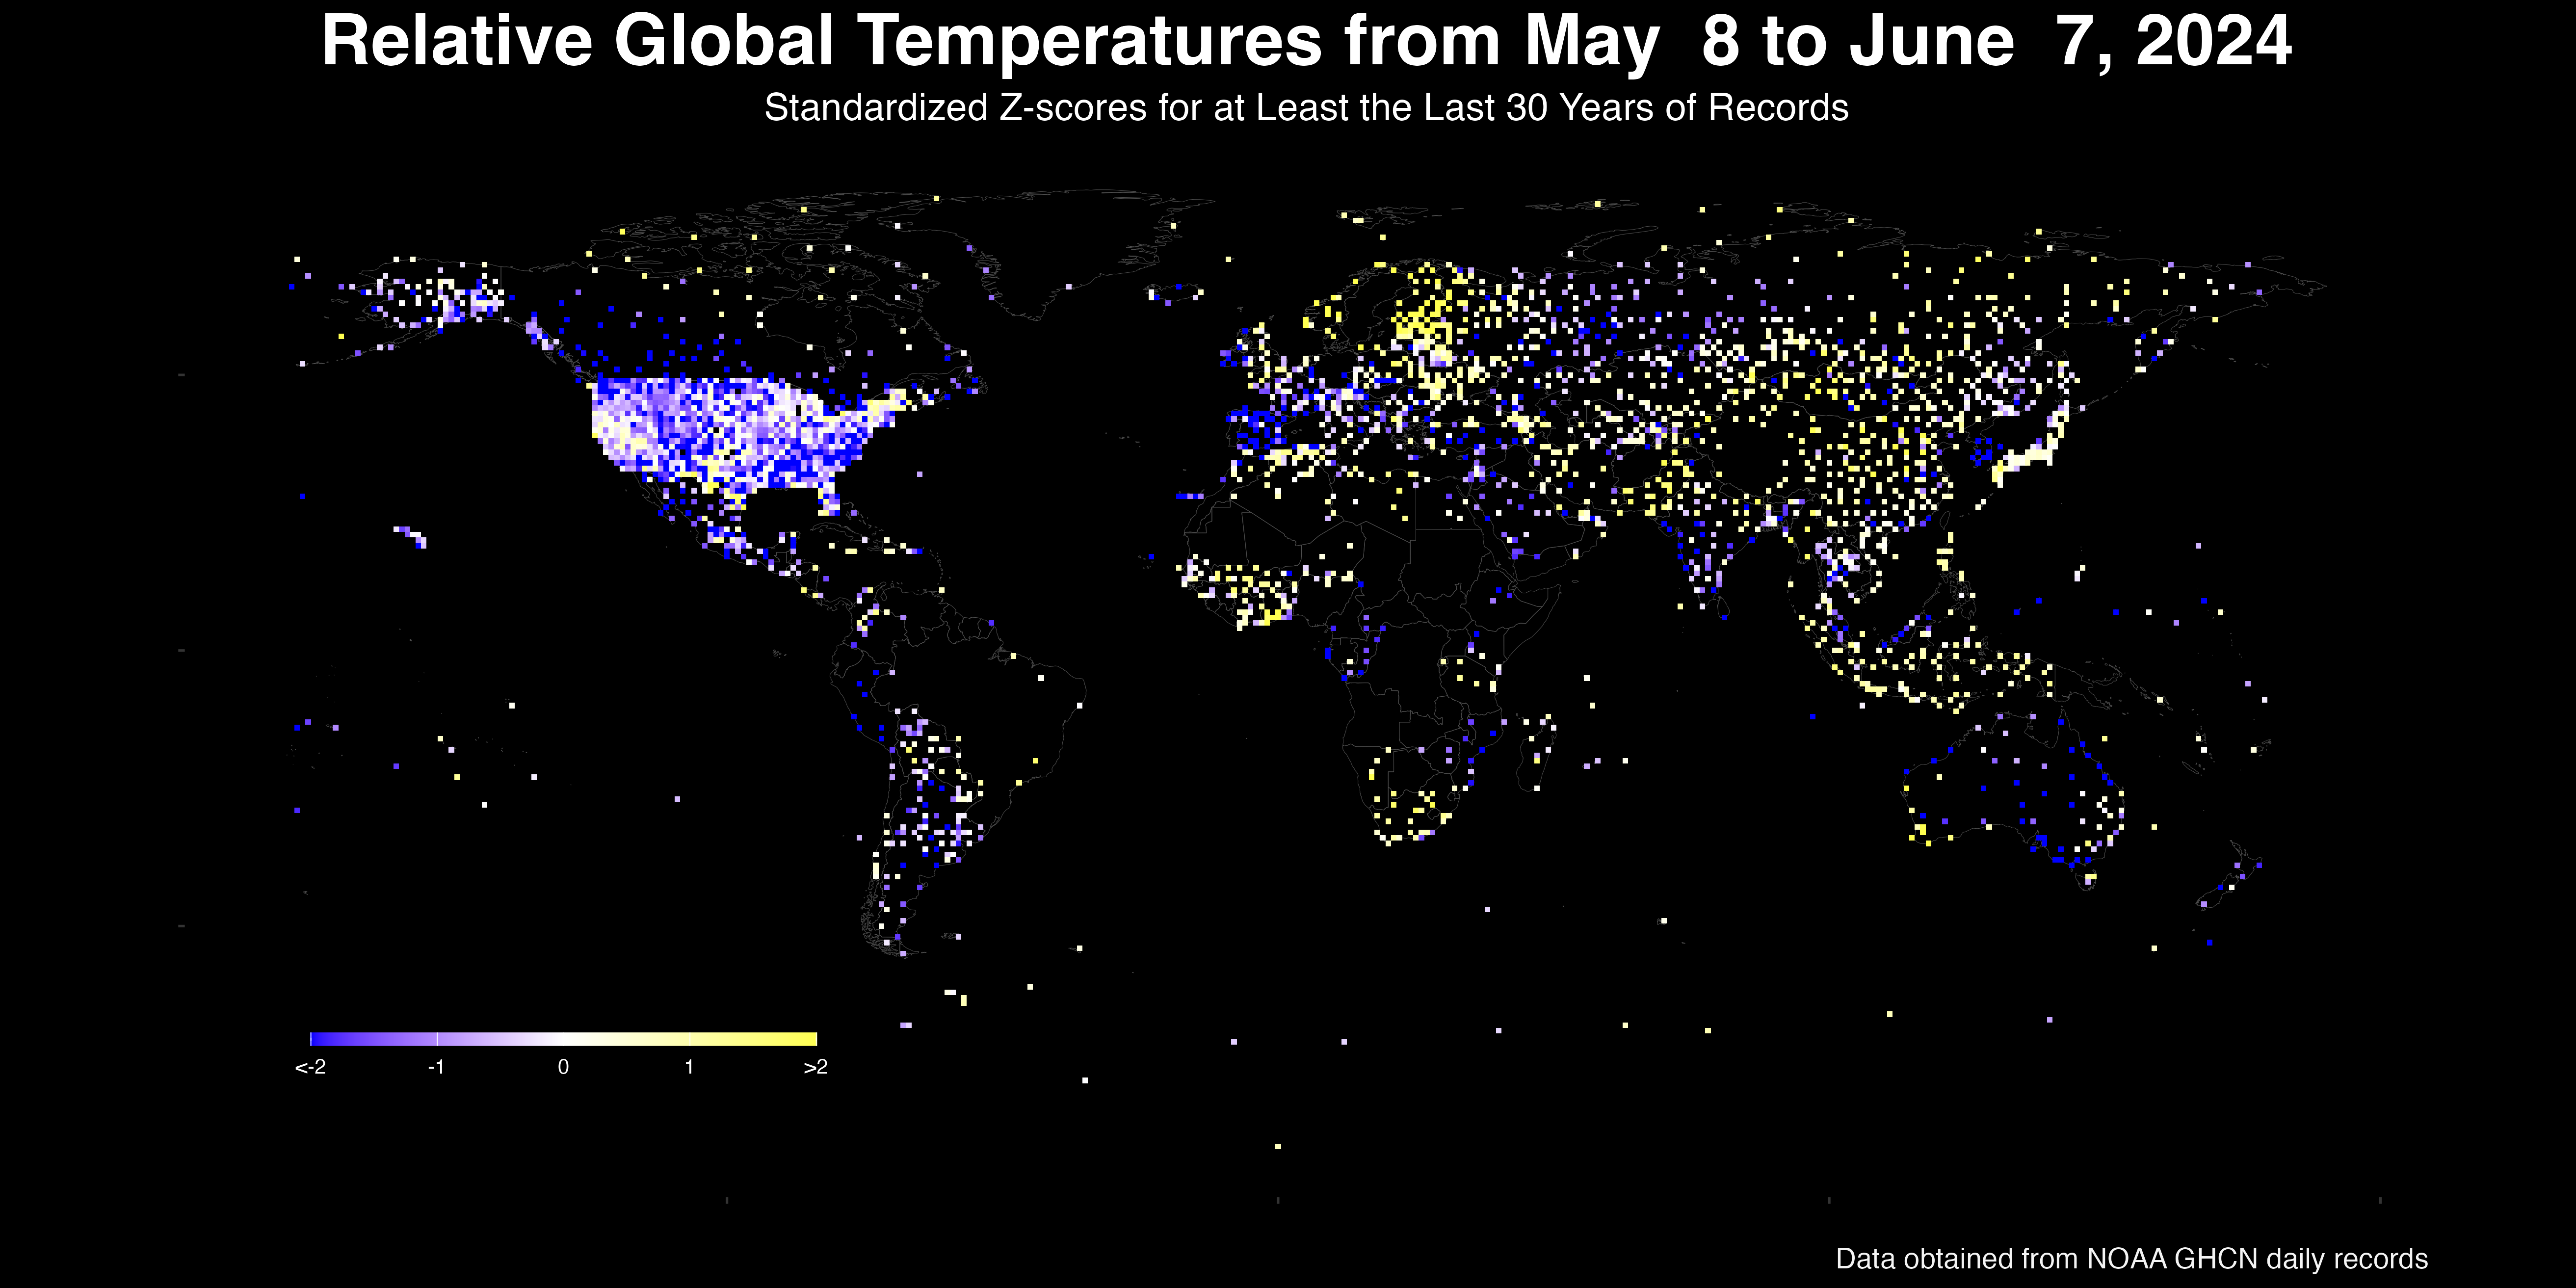 Relative Global Temperatures from May  8 to June  7, 2024
Standardized Z-scores for at Least the Last 30 Years of Records
<-2 -1 0 1 >2
Data obtained from NOAA GHCN daily records